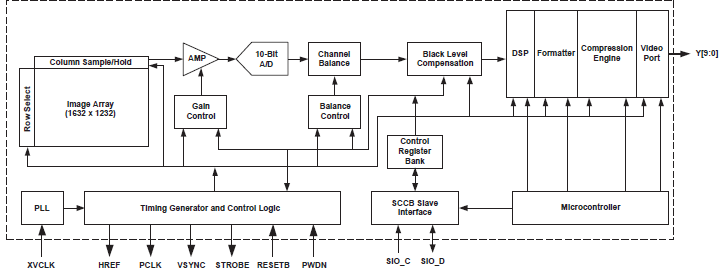 Column Sample/Hold
Row Select
Image Array
(1632 x 1232)
AMP
10-Bit
A/D
Channel
Balance
Black Level
Compensation
DSP
Formatter
Compression
Engine
Video
Port
Y[9:0]
Gain
Control
Balance
Control
Control
Register
Bank
PLL
Timing Generator and Control Logic
SCCB Slave
Interface
Microcontroller
XVCLK
HREF
PCLK
VSYNC
STROBE
RESETB
PWDN
SIO_C
SIO_D